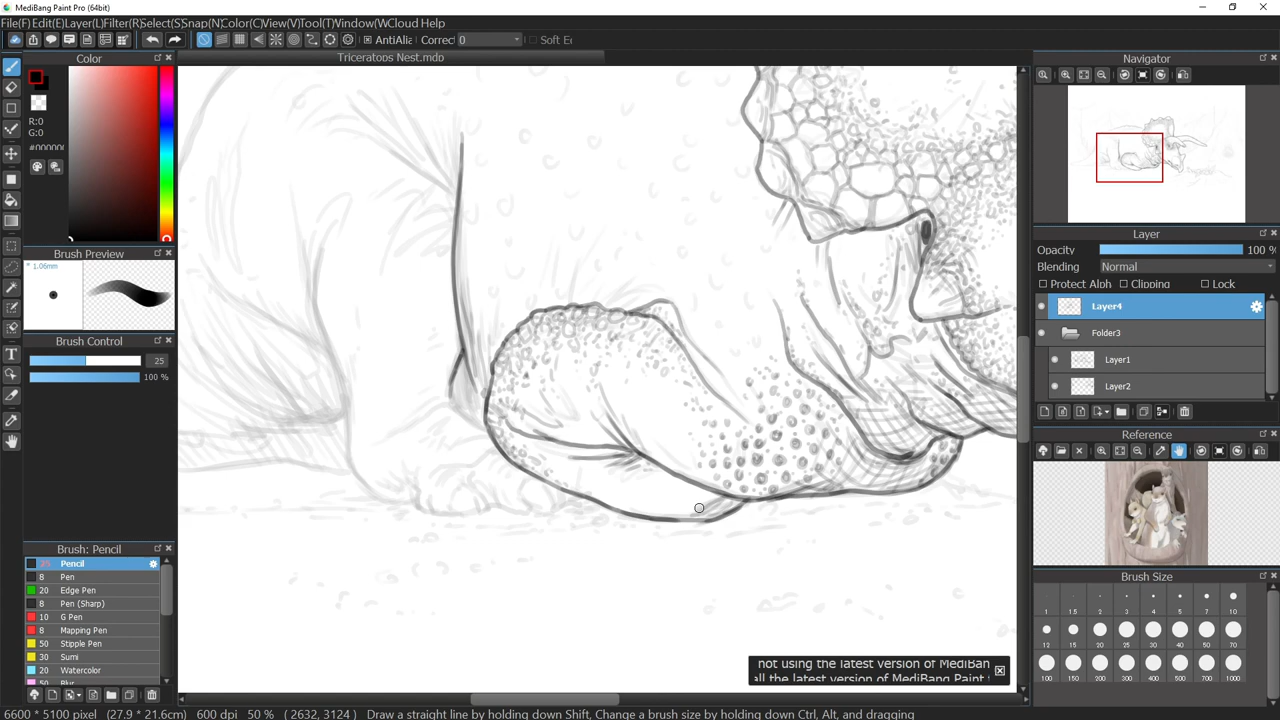 MediBang Paint Pro (64bit)
File(F) Edit(E)Layer(L)Filter(R)Select(S)Snap(N)Color(C)View(V)Tool(T)Window(WCloud Help
AntiAlia Correct 0 Soft Ec
Color
Triceratops Nest.mdp
Navigator
R:0
G:0
#000000
Brush Preview
* 1.06mm
Layer
Opacity 100 %
Blending Normal
Protect Alph Clipping Lock
Layer4
Folder3
Layer1
Layer2
Brush Control
25
100 %
Reference
Brush: Pencil
25 Pencil
8 Pen
20 Edge Pen
8 Pen (Sharp)
10 G Pen
8 Mapping Pen
50 Stipple Pen
30 Sumi
20 Watercolor
50 Blur
Brush Size
1 1.5 2 3 4 5 7 10
12 15 20 25 30 40 50 70
100 150 200 300 400 500 700 1000
not using the latest version of MediBan
all the latest version of MediBang Paint
6600 * 5100 pixel (27.9 * 21.6cm) 600 dpi 50 % ( 2632, 3124 ) Draw a straight line by holding down Shift, Change a brush size by holding down Ctrl, Alt, and dragging